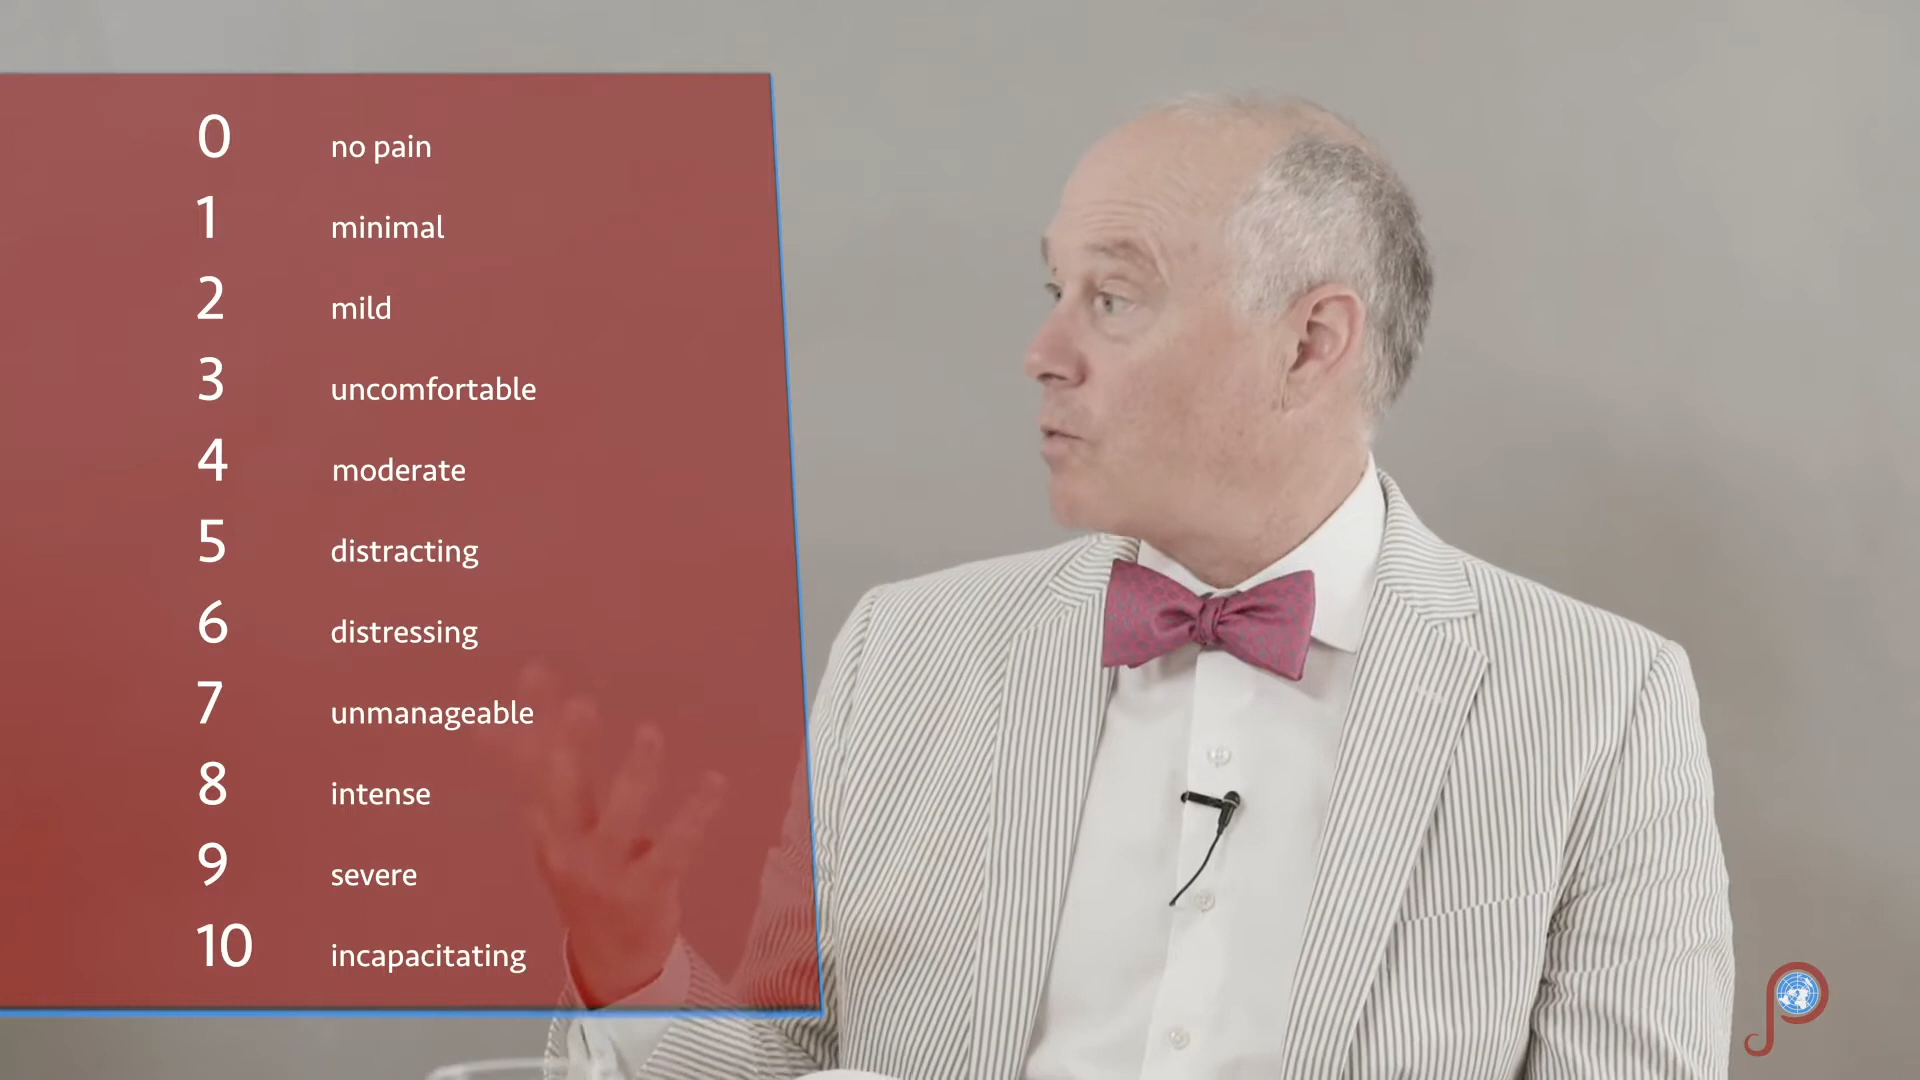 0 no pain
1 minimal
2 mild
3 uncomfortable
4 moderate
5 distracting
6 distressing
7 unmanageable
8 intense
9 severe
10 incapacitating